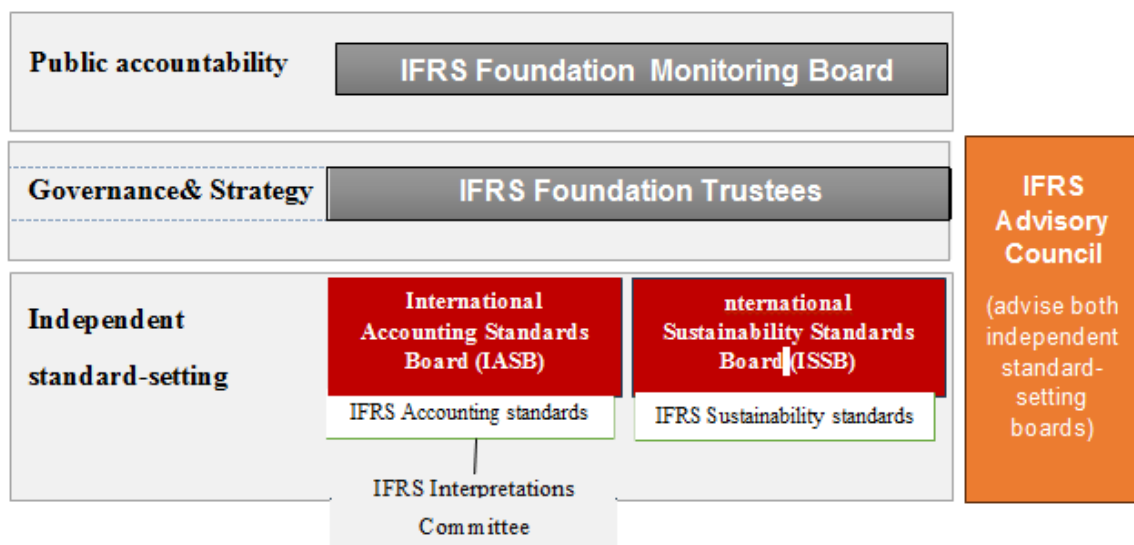 Public accountability
IFRS Foundation Monitoring Board
Governance& Strategy
IFRS Foundation Trustees
Independent
standard-setting
International
Accounting Standards
Board (IASB)
IFRS Accounting standards
IFRS Interpretations
Committee
nternational
Sustainability Standards
Board (ISSB)
IFRS Sustainability standards
IFRS
Advisory
Council
(advise both
independent
standard-
setting
boards)